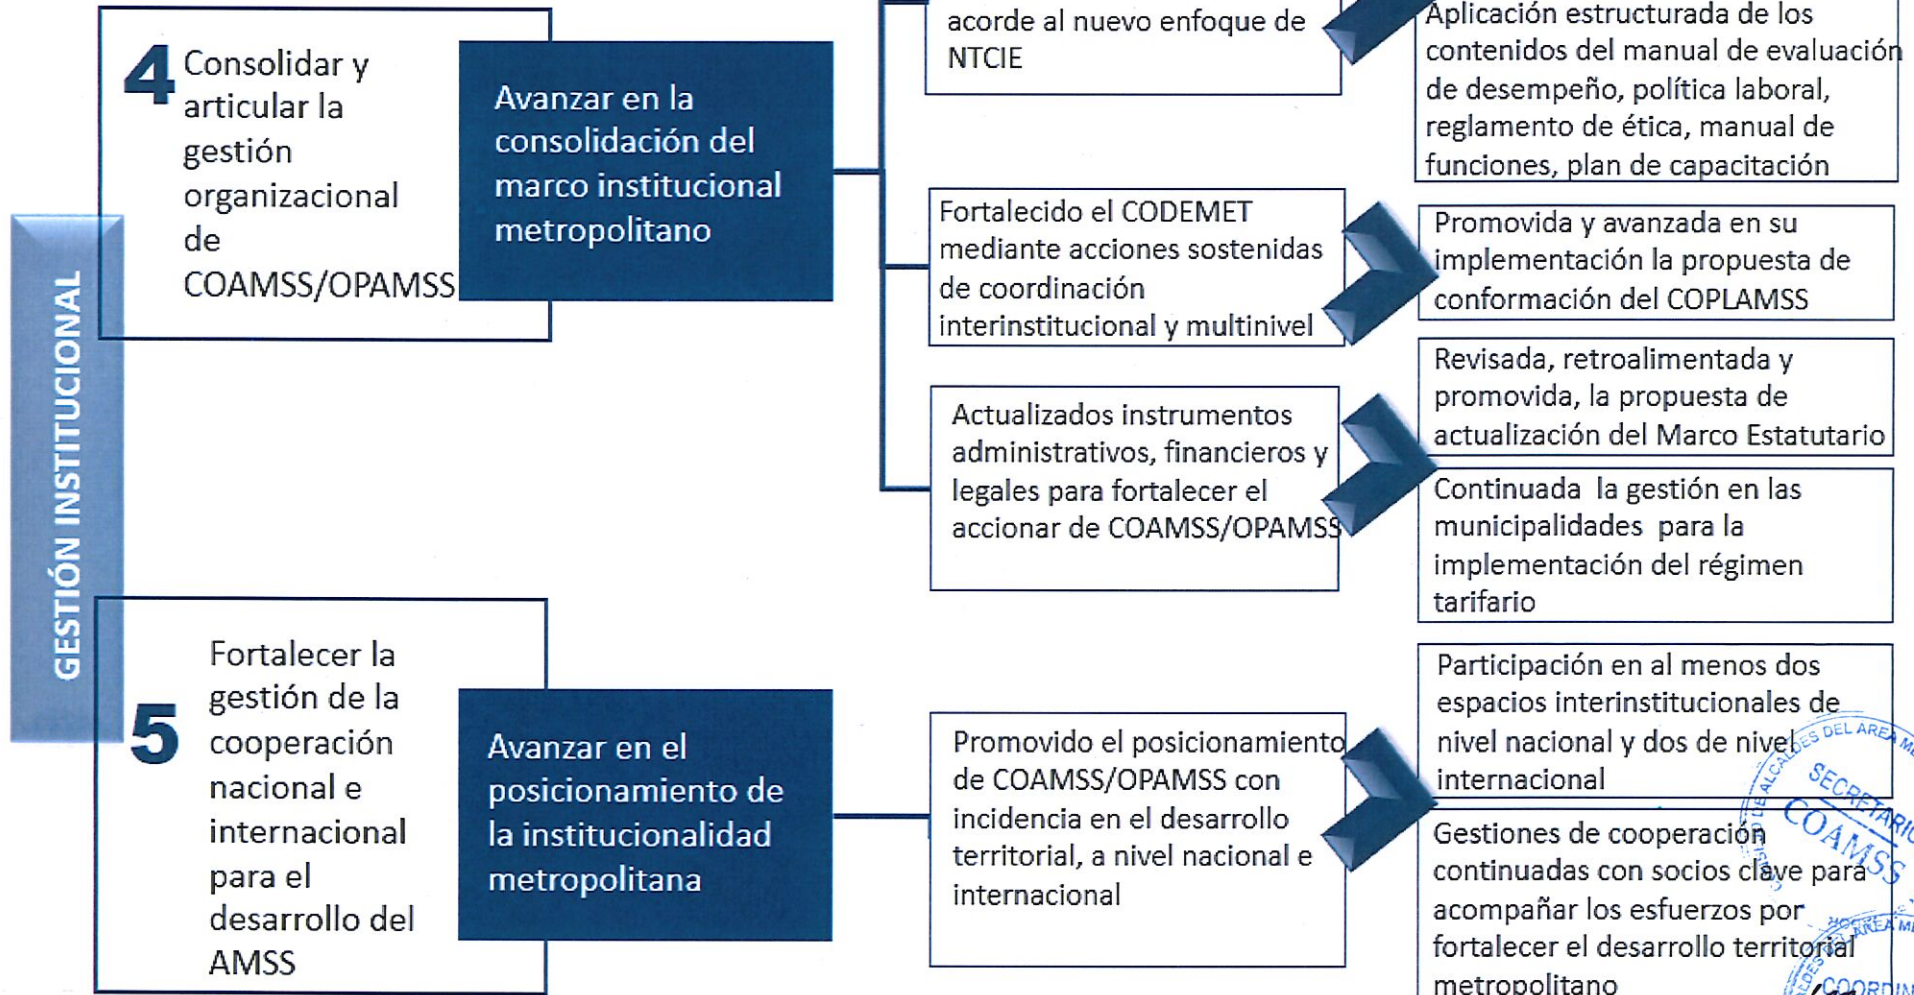 GESTIÓN INSTITUCIONAL
4
Consolidar y
articular la
gestión
organizacional
de
COAMSS/OPAMSS
Avanzar en la
consolidación del
marco institucional
metropolitano
acorde al nuevo enfoque de
NTCIE
Aplicación estructurada de los
contenidos del manual de evaluación
de desempeño, política laboral,
reglamento de ética, manual de
funciones, plan de capacitación
Fortalecido el CODEMET
mediante acciones sostenidas
de coordinación
interinstitucional y multinivel
Promovida y avanzada en su
implementación la propuesta de
conformación del COPLAMSS
Actualizados instrumentos
administrativos, financieros y
legales para fortalecer el
accionar de COAMSS/OPAMSS
Revisada, retroalimentada y
promovida, la propuesta de
actualización del Marco Estatutario
Continuada la gestión en las
municipalidades para la
implementación del régimen
tarifario
5
Fortalecer la
gestión de la
cooperación
nacional e
internacional
para el
desarrollo del
AMSS
Avanzar en el
posicionamiento de
la institucionalidad
metropolitana
Promovido el posicionamiento
de COAMSS/OPAMSS con
incidencia en el desarrollo
territorial, a nivel nacional e
internacional
Participación en al menos dos
espacios interinstitucionales de
nivel nacional y dos de nivel
internacional
Gestiones de cooperación
continuadas con socios clave para
acompañar los esfuerzos por
fortalecer el desarrollo territorial
metropolitano
DE ALCALDES DEL AREA
COAMSS